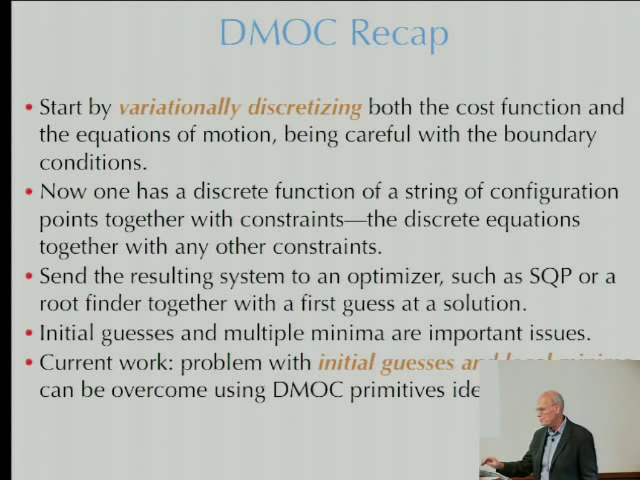 DMOC Recap
• Start by variationally discretizing both the cost function and
the equations of motion, being careful with the boundary
conditions.
• Now one has a discrete function of a string of configuration
points together with constraints—the discrete equations
together with any other constraints.
• Send the resulting system to an optimizer, such as SQP or a
root finder together with a first guess at a solution.
• Initial guesses and multiple minima are important issues.
• Current work: problem with initial guesses and local minima
can be overcome using DMOC primitives ide